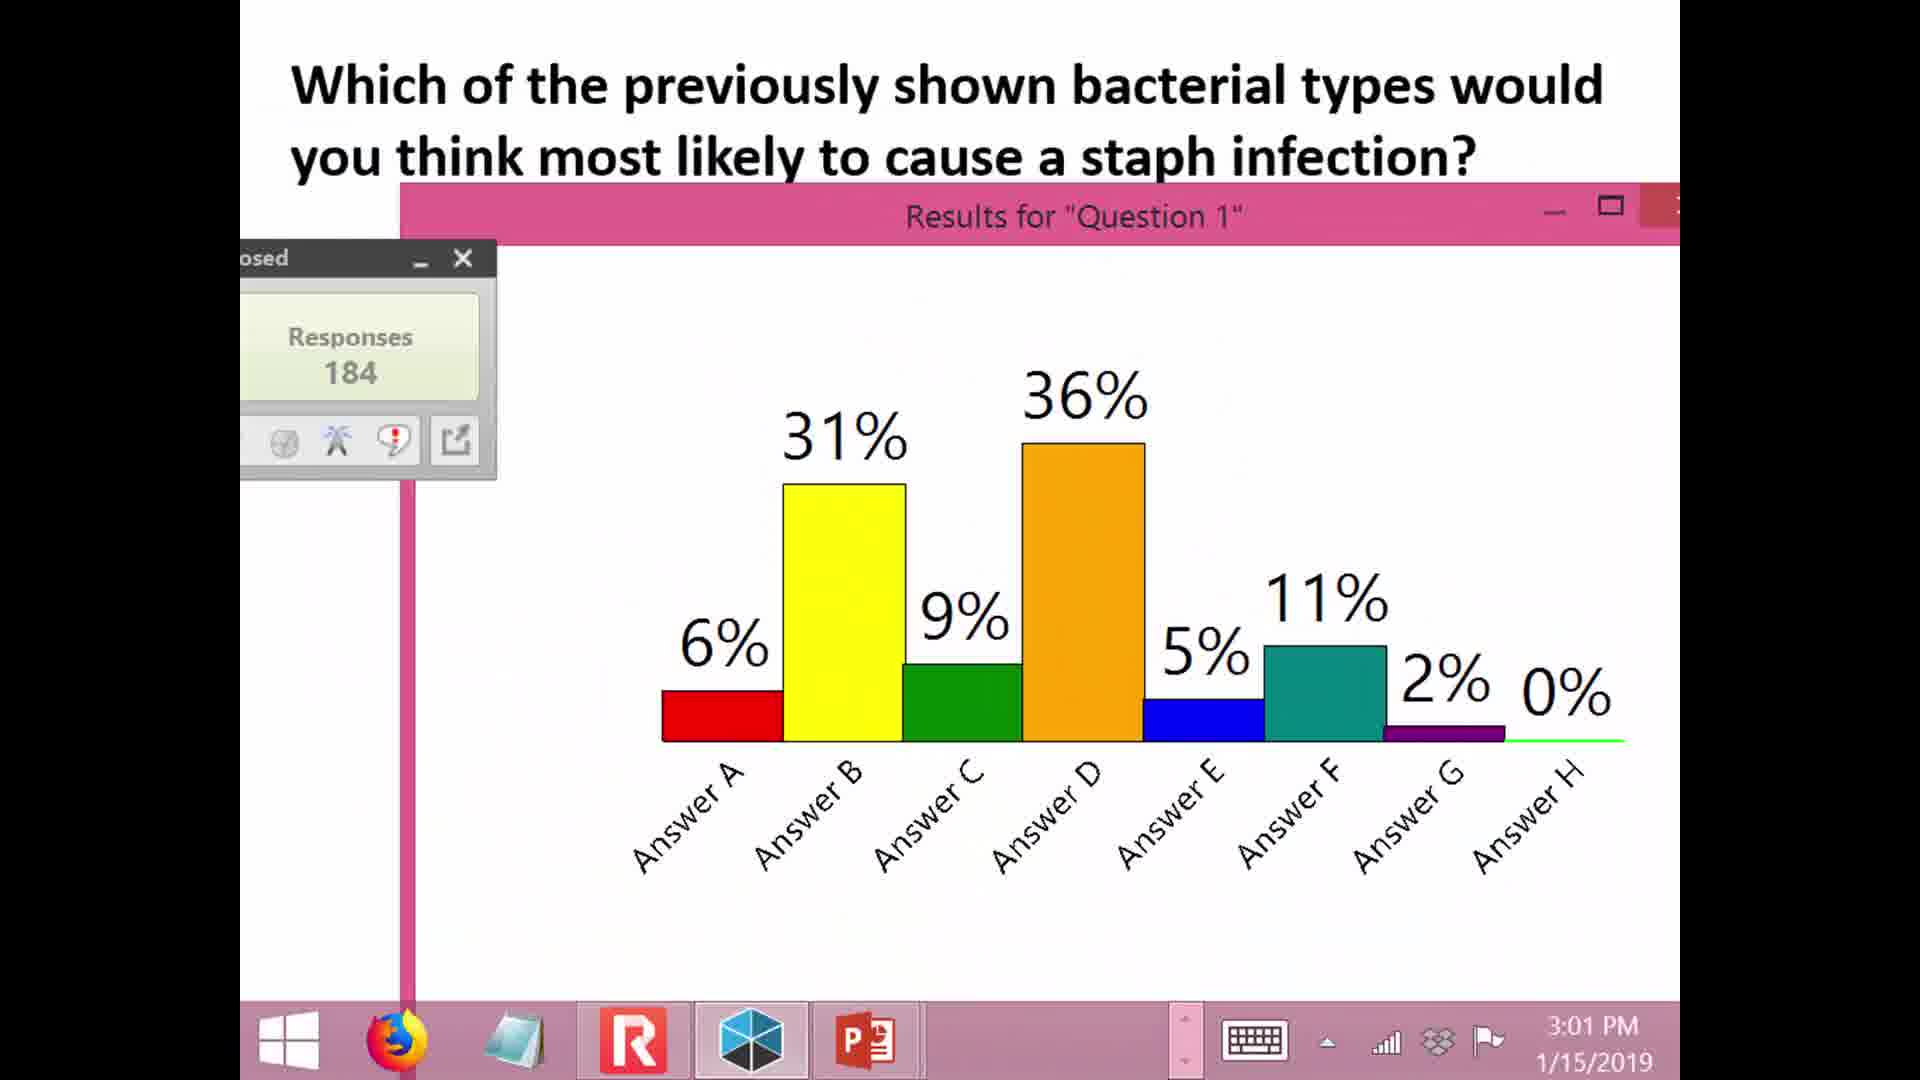 Which of the previously shown bacterial types would
you think most likely to cause a staph infection?
Results for "Question 1"
osed
Responses
184
36%
31%
11%
9%
6%
5%
2%
0%
Answer A
Answer B
Answer C
Answer D
Answer E
Answer F
Answer G
Answer H
3:01 PM
1/15/2019